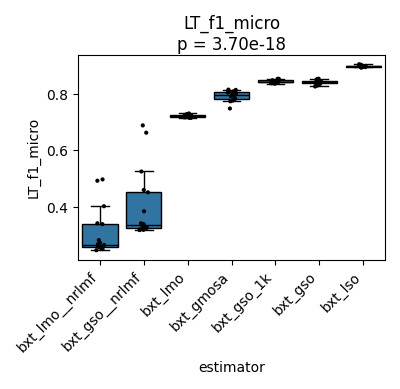 LT_f1_micro
p = 3.70e-18
LT_f1_micro
0.8
0.6
0.4
bxt_lmo__nrlmf
bxt_gso__nrlmf
bxt_lmo
bxt_gmosa
bxt_gso_1k
bxt_gso
bxt_lso
estimator